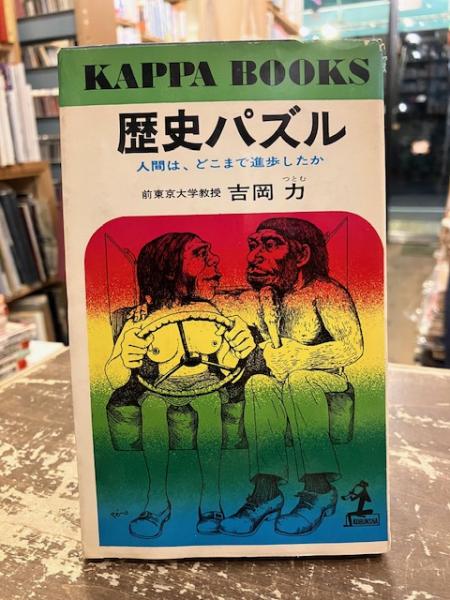 KAPPA BOOKS
歴史パズル
人間は、どこまで進歩したか
つとむ
前東京大学教授 吉岡 力
KOBUNSHA